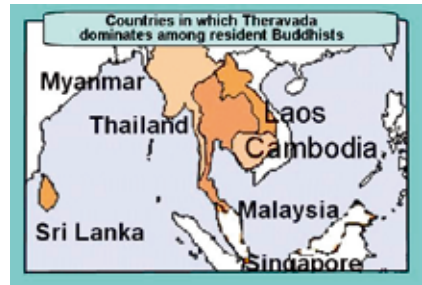 Countries in which Theravada
dominates among resident Buddhists
Myanmar
Laos
Thailand
Cambodia
Malaysia
Sri Lanka
Singapore